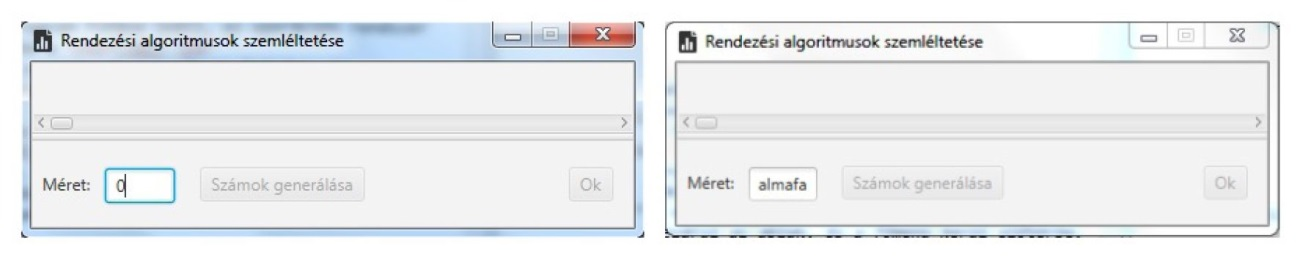 Rendezési algoritmusok szemléltetése
Méret: 0 Számok generálása Ok
Rendezési algoritmusok szemléltetése
Méret: almafa Számok generálása Ok